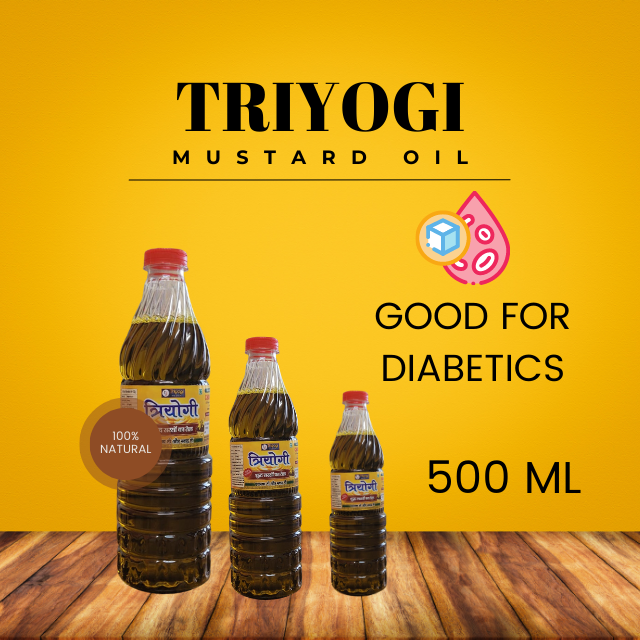 TRIYOGI
MUSTARD OIL
GOOD FOR
DIABETICS
500 ML
100%
NATURAL
त्रियोगी
त्रियोगी
त्रियोगी